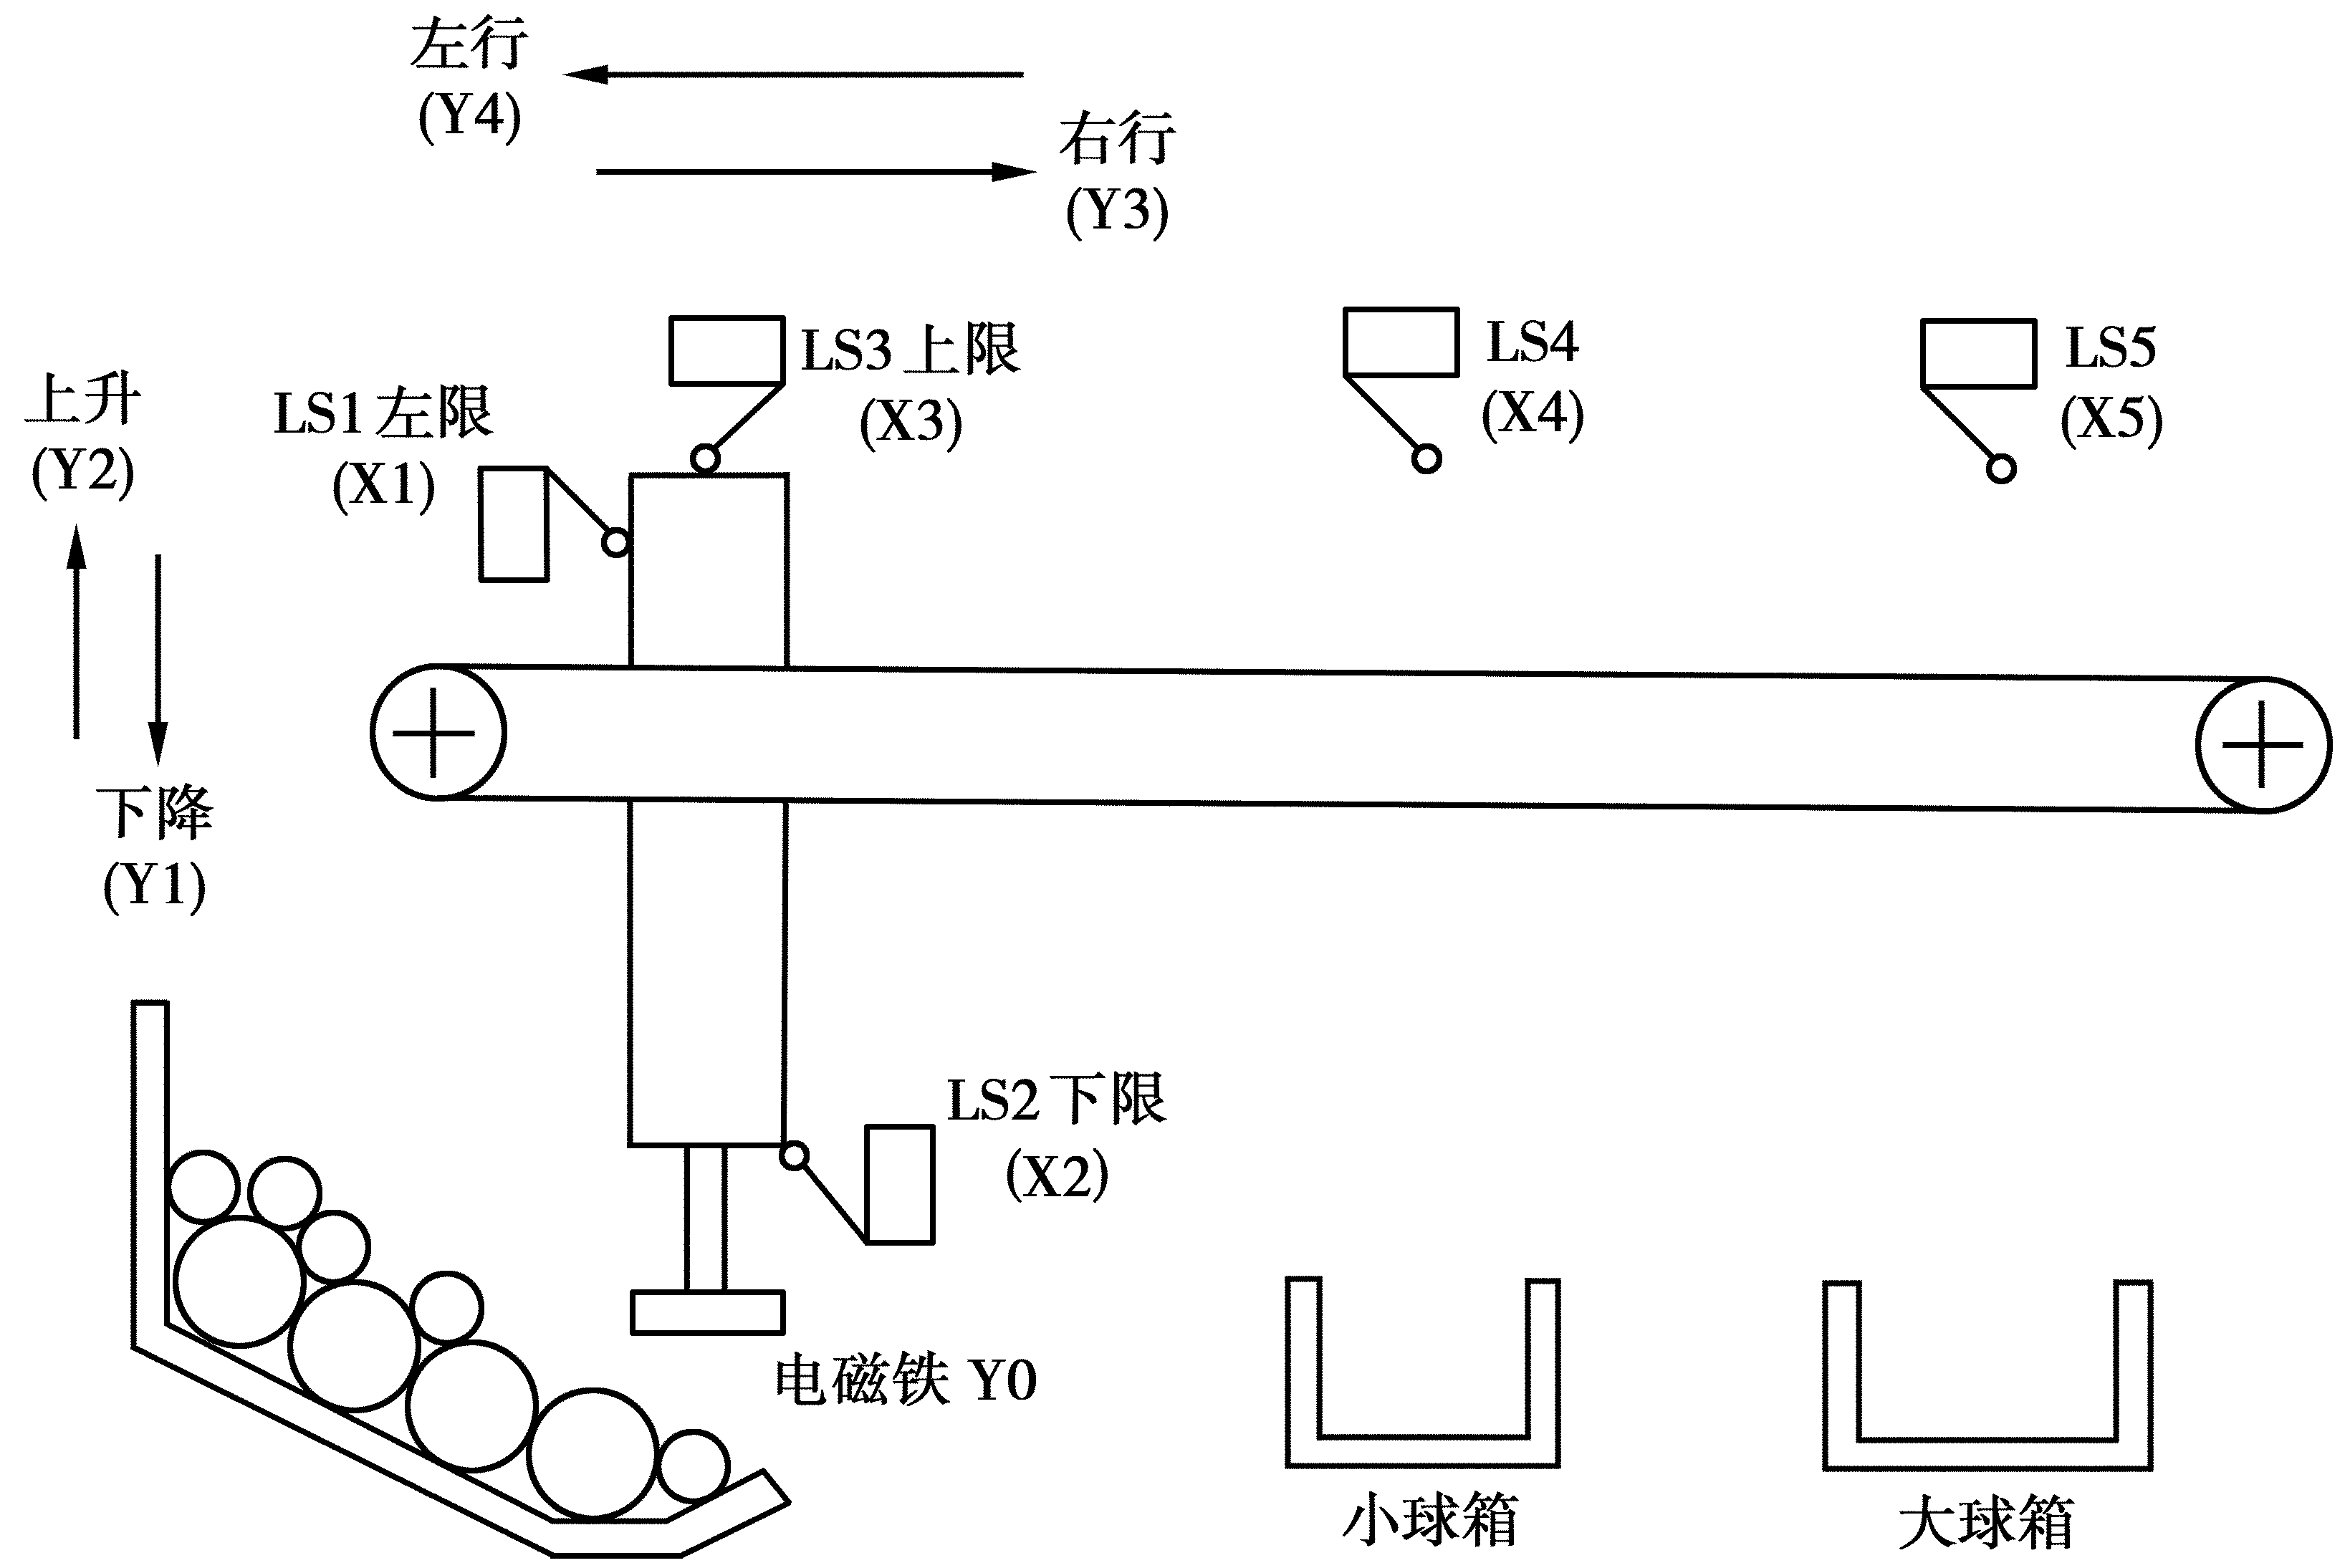 左行
(Y4)
右行
(Y3)
LS3 上限
(X3)
LS4
(X4)
LS5
(X5)
上升
(Y2)
LS1 左限
(X1)
下降
(Y1)
LS2 下限
(X2)
电磁铁 Y0
小球箱
大球箱